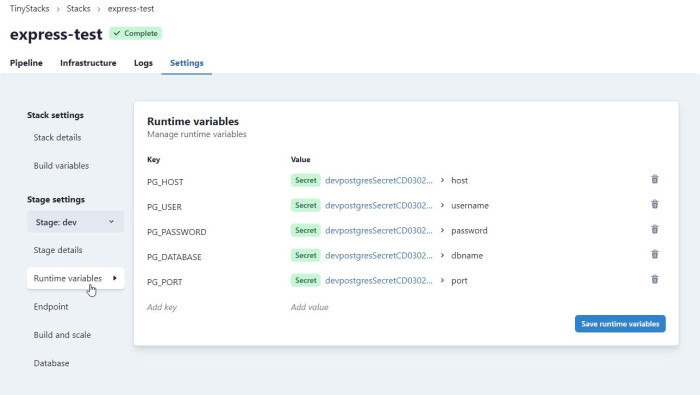 TinyStacks > Stacks > express-test
express-test ✓ Complete
Pipeline Infrastructure Logs Settings
Stack settings
Stack details
Build variables
Stage settings
Stage: dev
Stage details
Runtime variables
Endpoint
Build and scale
Database
Runtime variables
Manage runtime variables
Key Value
PG_HOST Secret devpostgresSecretCD0302... > host
PG_USER Secret devpostgresSecretCD0302... > username
PG_PASSWORD Secret devpostgresSecretCD0302... > password
PG_DATABASE Secret devpostgresSecretCD0302... > dbname
PG_PORT Secret devpostgresSecretCD0302... > port
Add key Add value
Save runtime variables